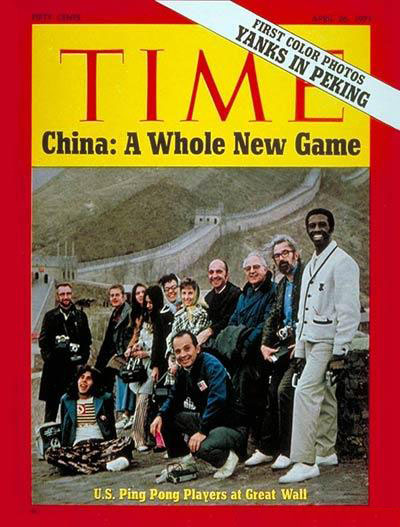 FIFTY CENTS
APRIL 26, 1971
FIRST COLOR PHOTOS
YANKS IN PEKING
TIME
China: A Whole New Game
U.S. Ping Pong Players at Great Wall